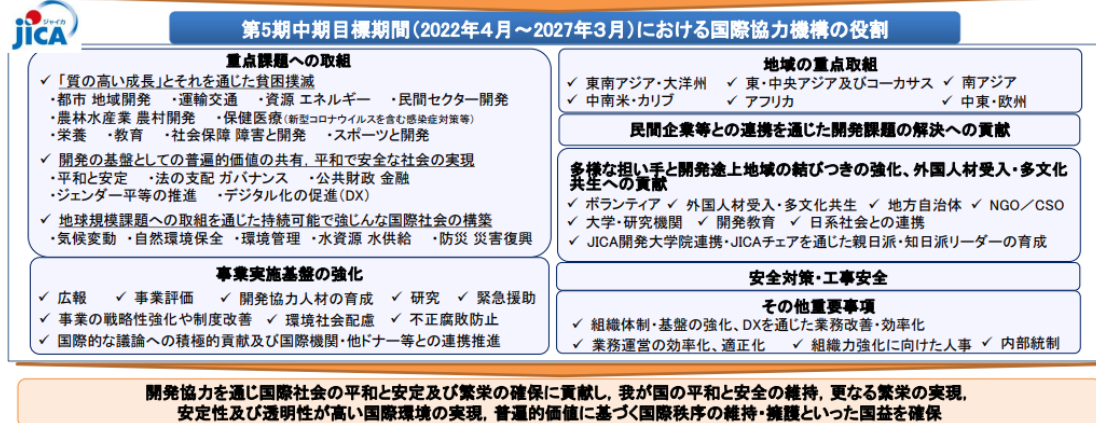 ジャイカ
JICA
第5期中期目標期間(2022年4月～2027年3月)における国際協力機構の役割
重点課題への取組
✓ 「質の高い成長」とそれを通じた貧困撲滅
・都市 地域開発 ・運輸交通 ・資源 エネルギー ・民間セクター開発
・農林水産業 農村開発 ・保健医療(新型コロナウイルスを含む感染症対策等)
・栄養 ・教育 ・社会保障 障害と開発 ・スポーツと開発
✓ 開発の基盤としての普遍的価値の共有，平和で安全な社会の実現
・平和と安定 ・法の支配 ガバナンス ・公共財政 金融
・ジェンダー平等の推進 ・デジタル化の促進(DX)
✓ 地球規模課題への取組を通じた持続可能で強じんな国際社会の構築
・気候変動 ・自然環境保全 ・環境管理 ・水資源 水供給 ・防災 災害復興
事業実施基盤の強化
✓ 広報 ✓ 事業評価 ✓ 開発協力人材の育成 ✓ 研究 ✓ 緊急援助
✓ 事業の戦略性強化や制度改善 ✓ 環境社会配慮 ✓ 不正腐敗防止
✓ 国際的な議論への積極的貢献及び国際機関・他ドナー等との連携推進
地域の重点取組
✓ 東南アジア・大洋州 ✓ 東・中央アジア及びコーカサス ✓ 南アジア
✓ 中南米・カリブ ✓ アフリカ ✓ 中東・欧州
民間企業等との連携を通じた開発課題の解決への貢献
多様な担い手と開発途上地域の結びつきの強化、外国人材受入・多文化
共生への貢献
✓ ボランティア ✓ 外国人材受入・多文化共生 ✓ 地方自治体 ✓ NGO／CSO
✓ 大学・研究機関 ✓ 開発教育 ✓ 日系社会との連携
✓ JICA開発大学院連携・JICAチェアを通じた親日派・知日派リーダーの育成
安全対策・工事安全
その他重要事項
✓ 組織体制・基盤の強化、DXを通じた業務改善・効率化
✓ 業務運営の効率化、適正化 ✓ 組織力強化に向けた人事 ✓ 内部統制
開発協力を通じ国際社会の平和と安定及び繁栄の確保に貢献し，我が国の平和と安全の維持，更なる繁栄の実現，
安定性及び透明性が高い国際環境の実現，普遍的価値に基づく国際秩序の維持・擁護といった国益を確保